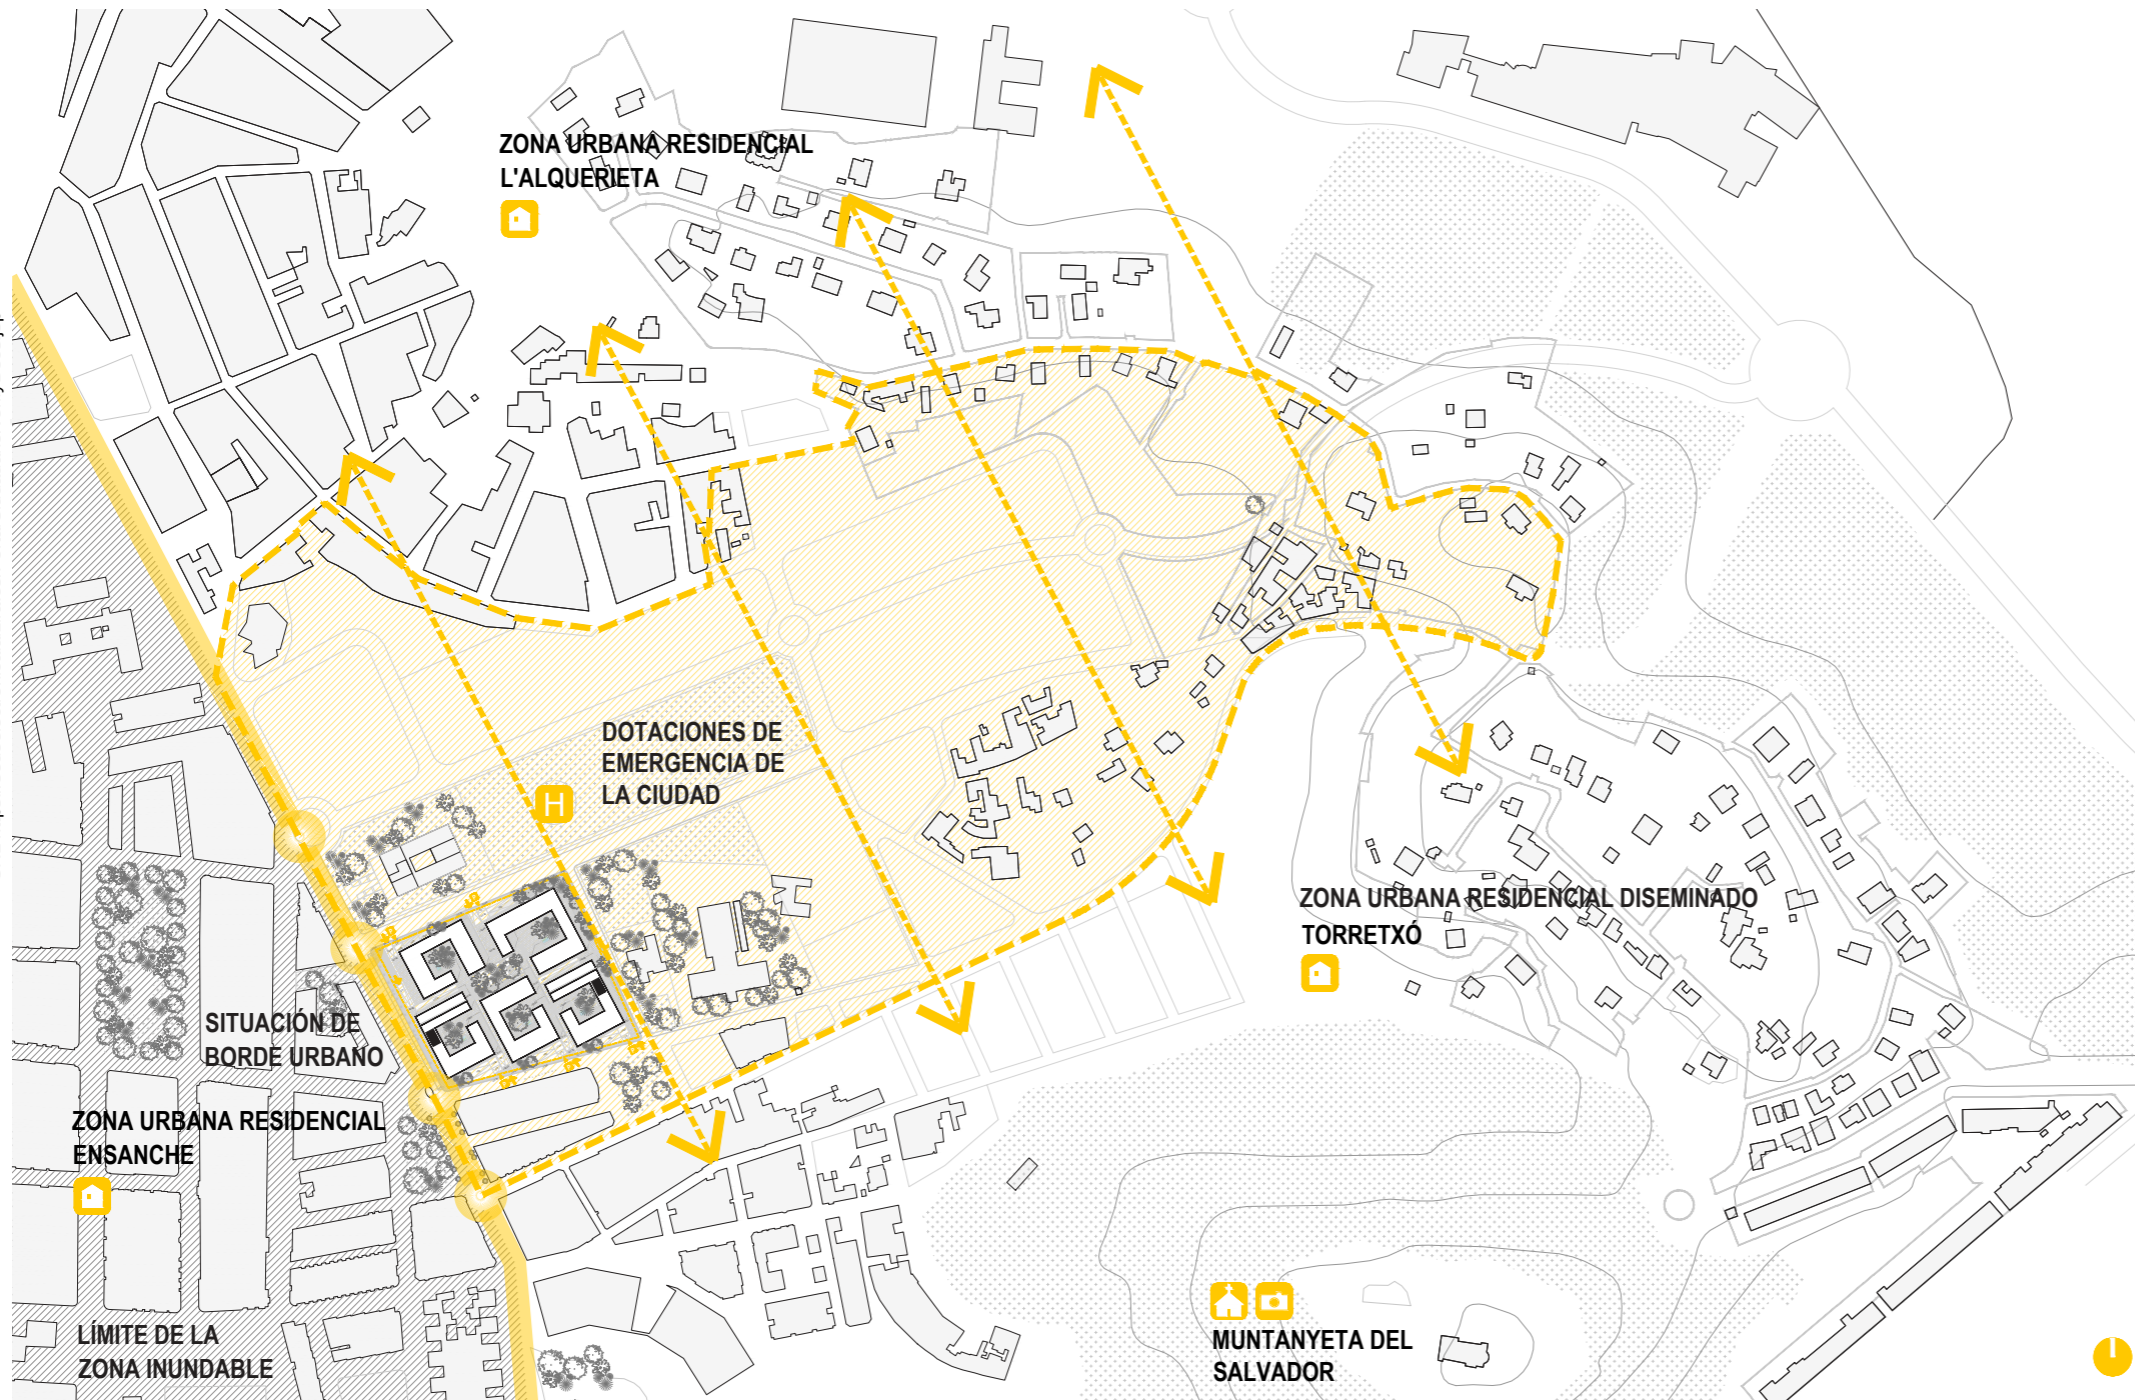 ZONA URBANA RESIDENCIAL
L'ALQUERIETA
DOTACIONES DE
EMERGENCIA DE
LA CIUDAD
H
ZONA URBANA RESIDENCIAL DISEMINADO
TORRETXÓ
SITUACIÓN DE
BORDE URBANO
ZONA URBANA RESIDENCIAL
ENSANCHE
LÍMITE DE LA
ZONA INUNDABLE
MUNTANYETA DEL
SALVADOR